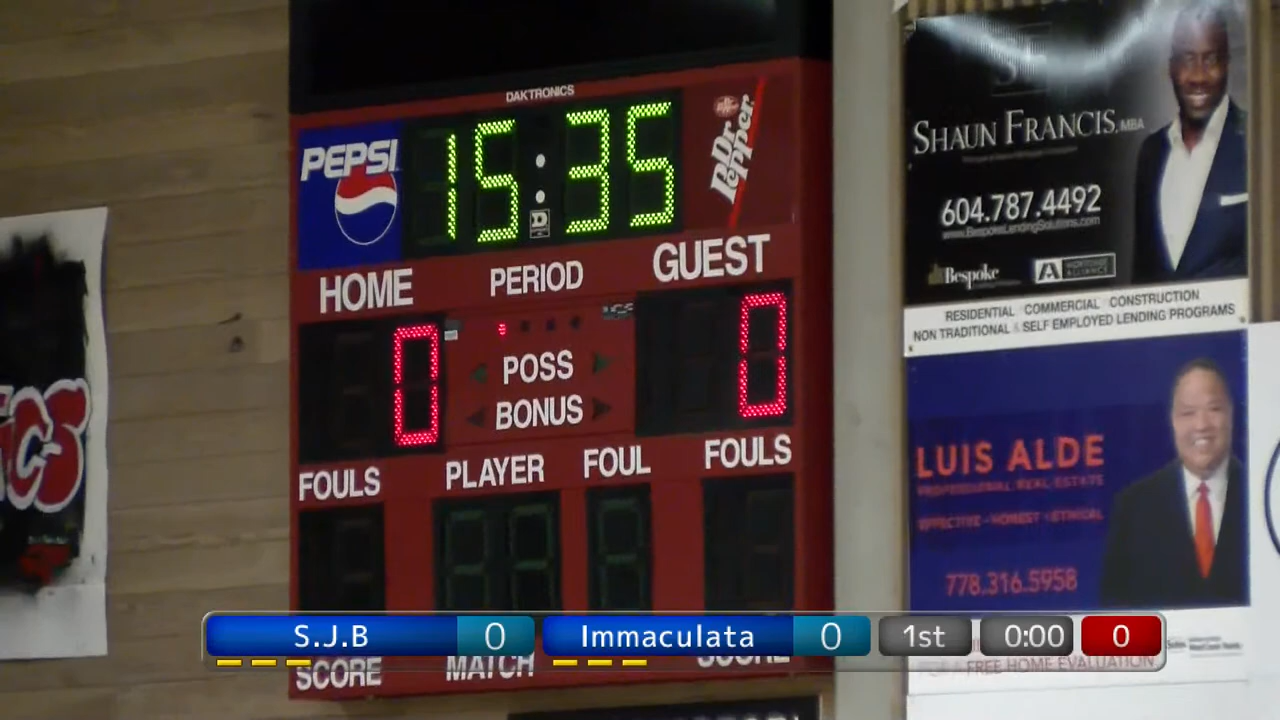 DAKTRONICS
PEPSI
15:35
Dr Pepper
D
HOME
PERIOD
GUEST
0
0
POSS
BONUS
FOULS
PLAYER
FOUL
FOULS
SCORE
MATCH
SCORE
SHAUN FRANCIS, MBA
604.787.4492
www.BespokeLendingSolutions.com
Bespoke
A
RESIDENTIAL COMMERCIAL CONSTRUCTION
NON TRADITIONAL & SELF EMPLOYED LENDING PROGRAMS
LUIS ALDE
PROFESSIONAL REAL ESTATE
EFFECTIVE - HONEST - ETHICAL
778.316.5958
FREE HOME EVALUATION
S.J.B 0 Immaculata 0 1st 0:00 0